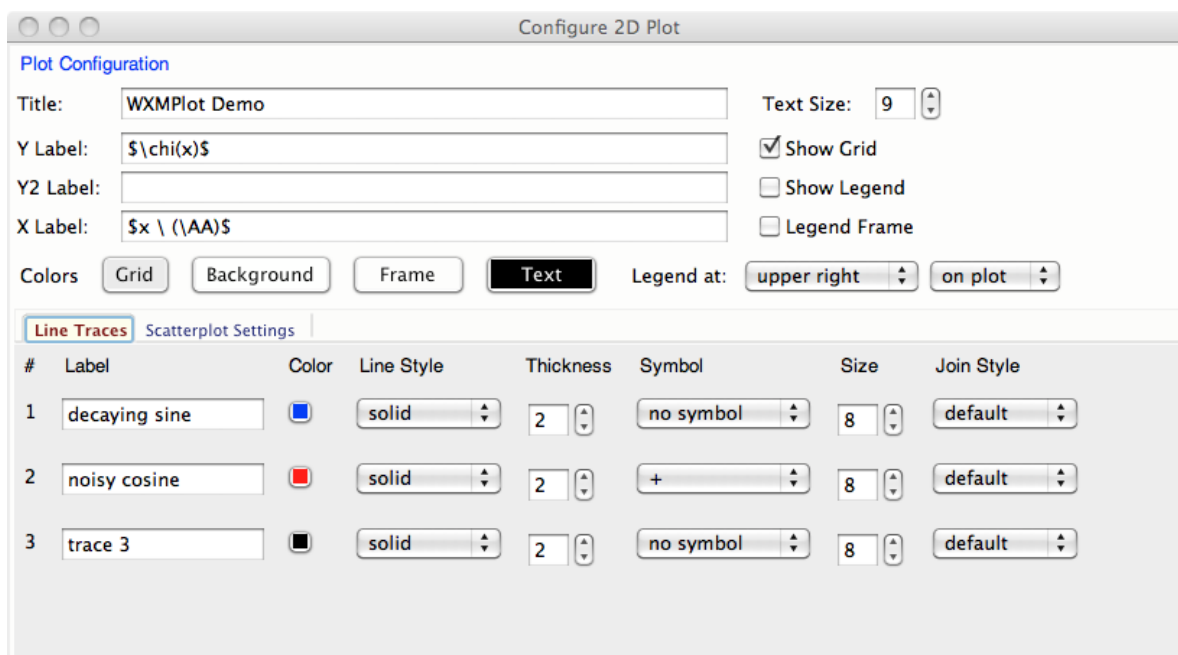 Configure 2D Plot
Plot Configuration
Title: WXMPlot Demo Text Size: 9
Y Label: $\chi(x)$ Show Grid
Y2 Label: Show Legend
X Label: $x \ (\AA)$ Legend Frame
Colors Grid Background Frame Text Legend at: upper right on plot
Line Traces Scatterplot Settings
# Label Color Line Style Thickness Symbol Size Join Style
1 decaying sine solid 2 no symbol 8 default
2 noisy cosine solid 2 + 8 default
3 trace 3 solid 2 no symbol 8 default